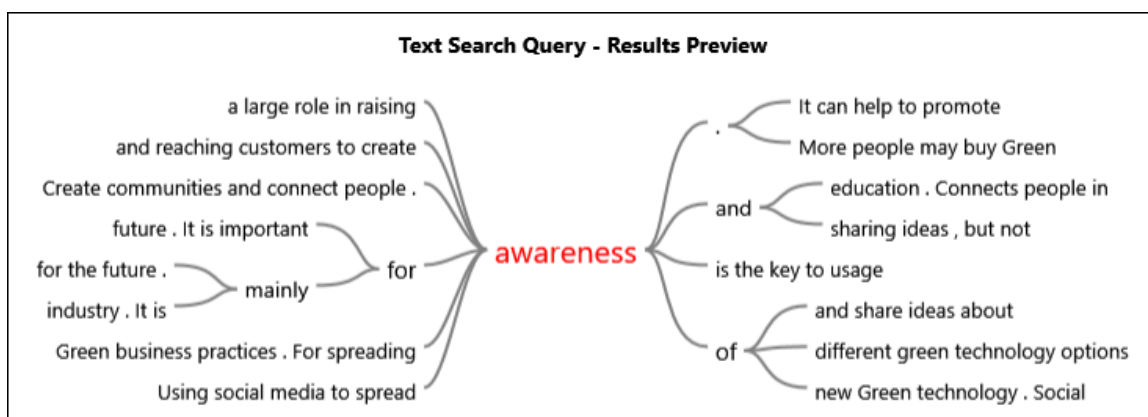 Text Search Query - Results Preview
a large role in raising
and reaching customers to create
Create communities and connect people .
future . It is important
for the future .
mainly
industry . It is
for
Green business practices . For spreading
Using social media to spread
awareness
.
It can help to promote
More people may buy Green
and
education . Connects people in
sharing ideas , but not
is the key to usage
of
and share ideas about
different green technology options
new Green technology . Social